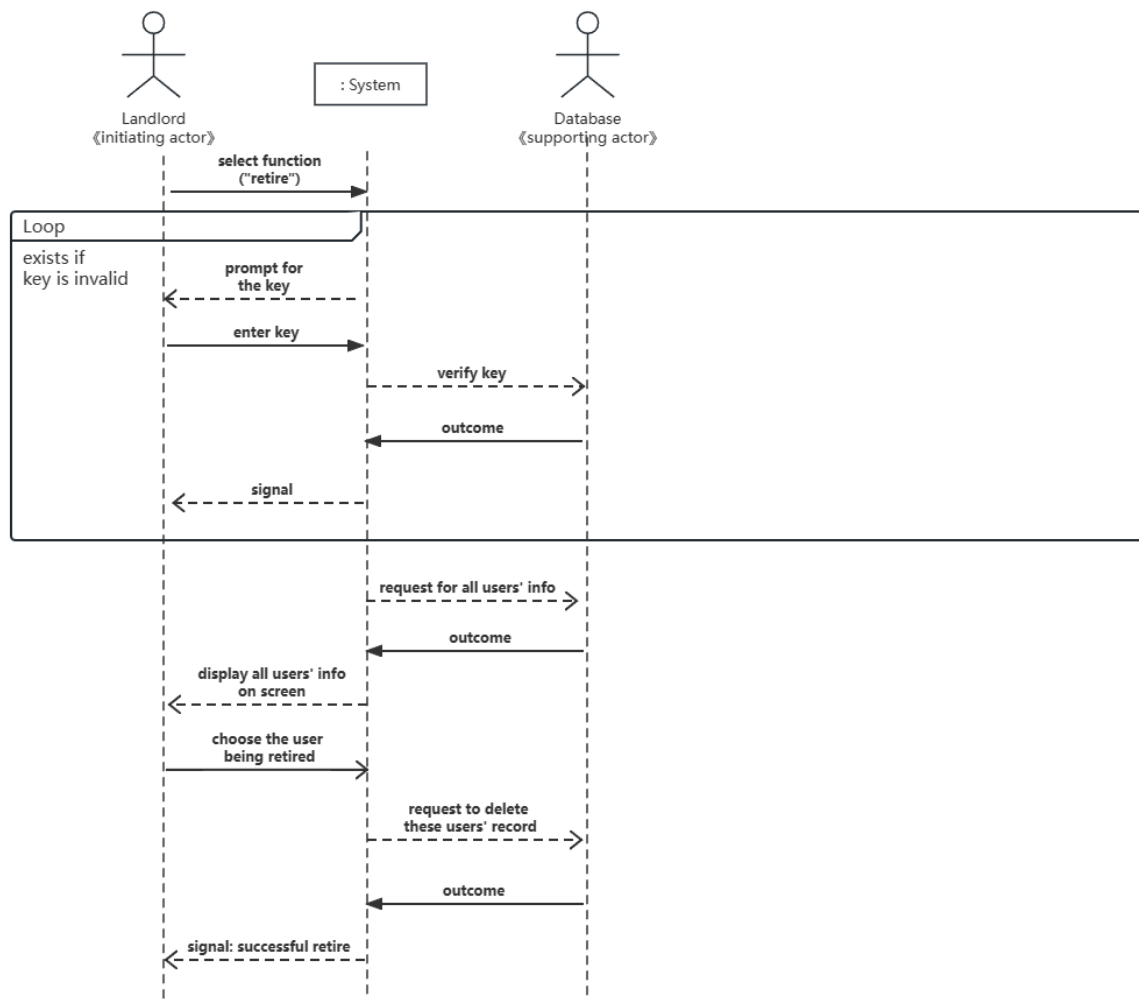 : System
Landlord
《initiating actor》
Database
《supporting actor》
select function
("retire")
Loop
exists if
key is invalid
prompt for
the key
enter key
verify key
outcome
signal
request for all users' info
outcome
display all users' info
on screen
choose the user
being retired
request to delete
these users' record
outcome
signal: successful retire